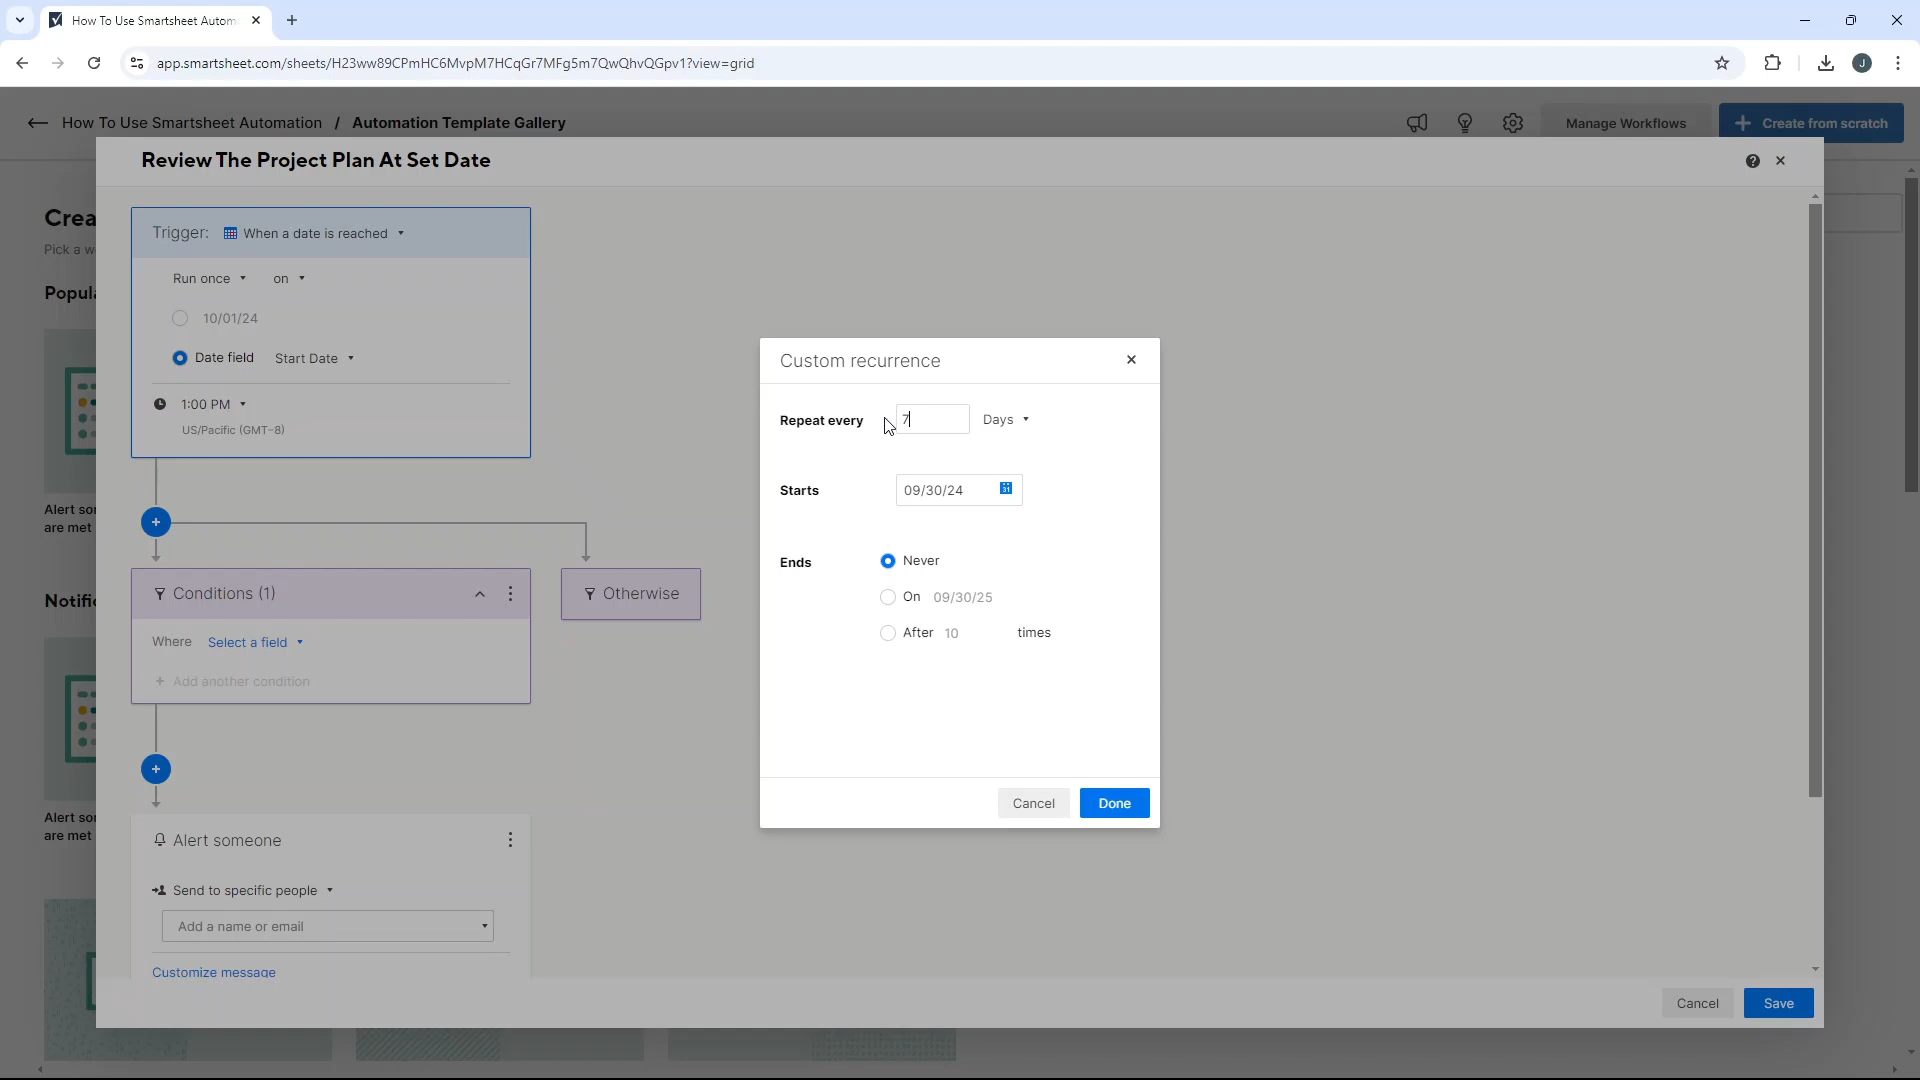 How To Use Smartsheet Autom
app.smartsheet.com/sheets/H23ww89CPmHC6MvpM7HCqGr7MFg5m7QwQhvQGpv1?view=grid
J
How To Use Smartsheet Automation / Automation Template Gallery
Manage Workflows
+ Create from scratch
Review The Project Plan At Set Date
Crea
Pick a w
Popula
Alert so
are met
Notific
Alert so
are met
Trigger: When a date is reached
Run once on
10/01/24
Date field Start Date
1:00 PM
US/Pacific (GMT-8)
Conditions (1)
Where Select a field
+ Add another condition
Otherwise
Alert someone
Send to specific people
Add a name or email
Customize message
Custom recurrence
Repeat every 7 Days
Starts 09/30/24
31
Ends Never
On 09/30/25
After 10 times
Cancel Done
Cancel Save